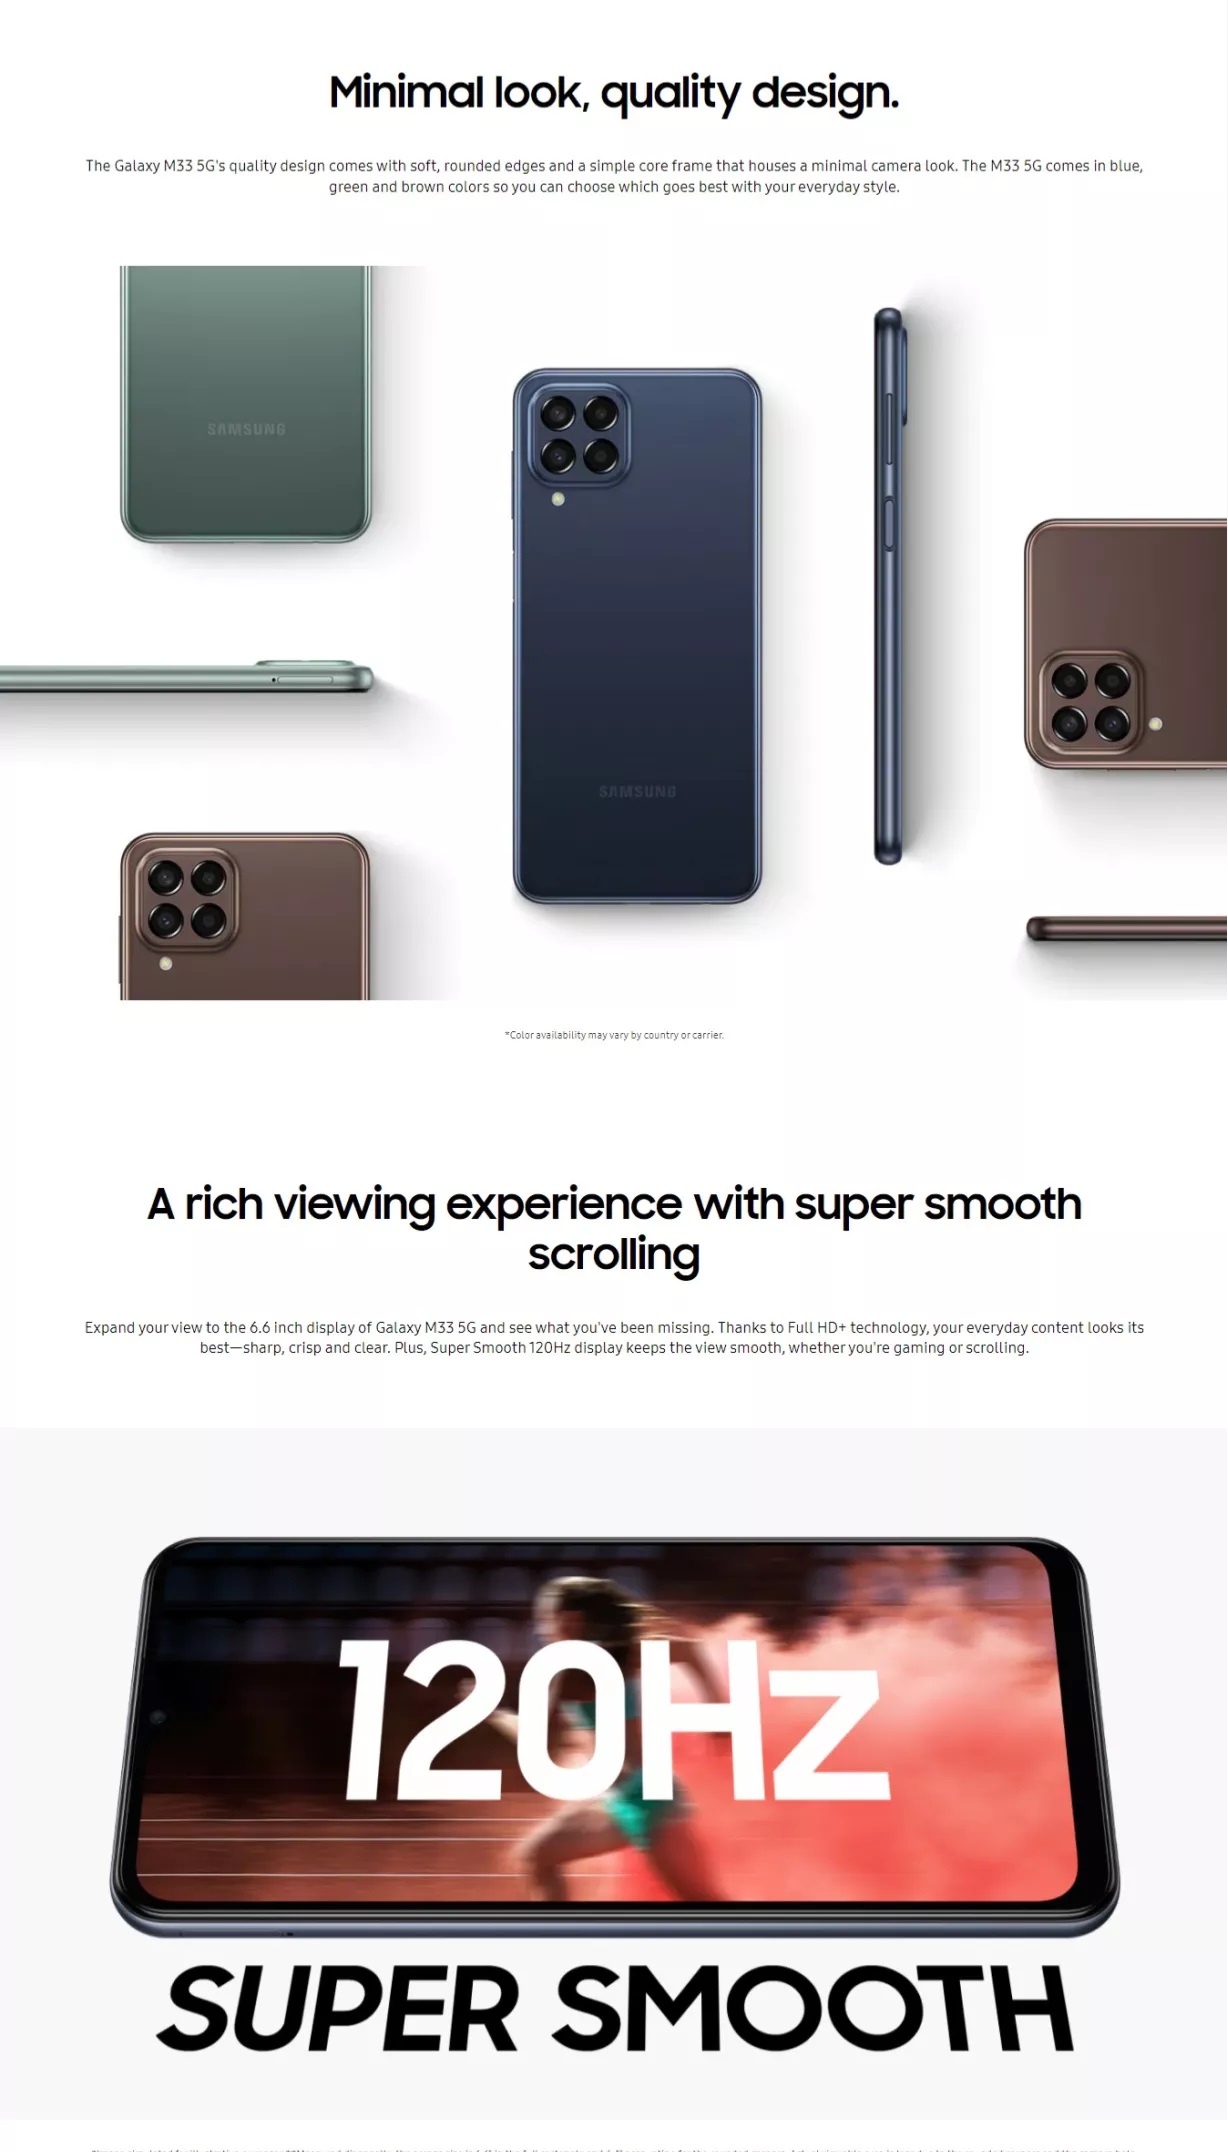 Minimal look, quality design.
The Galaxy M33 5G's quality design comes with soft, rounded edges and a simple core frame that houses a minimal camera look. The M33 5G comes in blue,
green and brown colors so you can choose which goes best with your everyday style.
SAMSUNG
SAMSUNG
*Color availability may vary by country or carrier.
A rich viewing experience with super smooth
scrolling
Expand your view to the 6.6 inch display of Galaxy M33 5G and see what you've been missing. Thanks to Full HD+ technology, your everyday content looks its
best—sharp, crisp and clear. Plus, Super Smooth 120Hz display keeps the view smooth, whether you're gaming or scrolling.
120Hz
SUPER SMOOTH